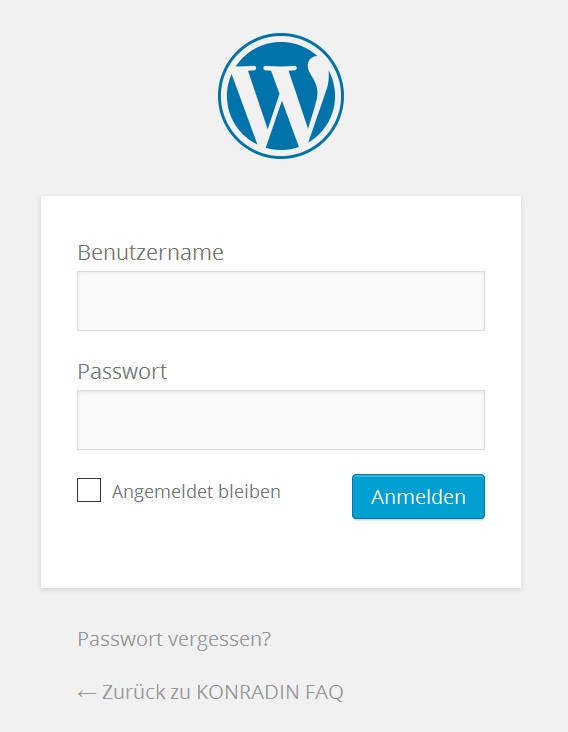 Benutzername
Passwort
Angemeldet bleiben
Anmelden
Passwort vergessen?
← Zurück zu KONRADIN FAQ